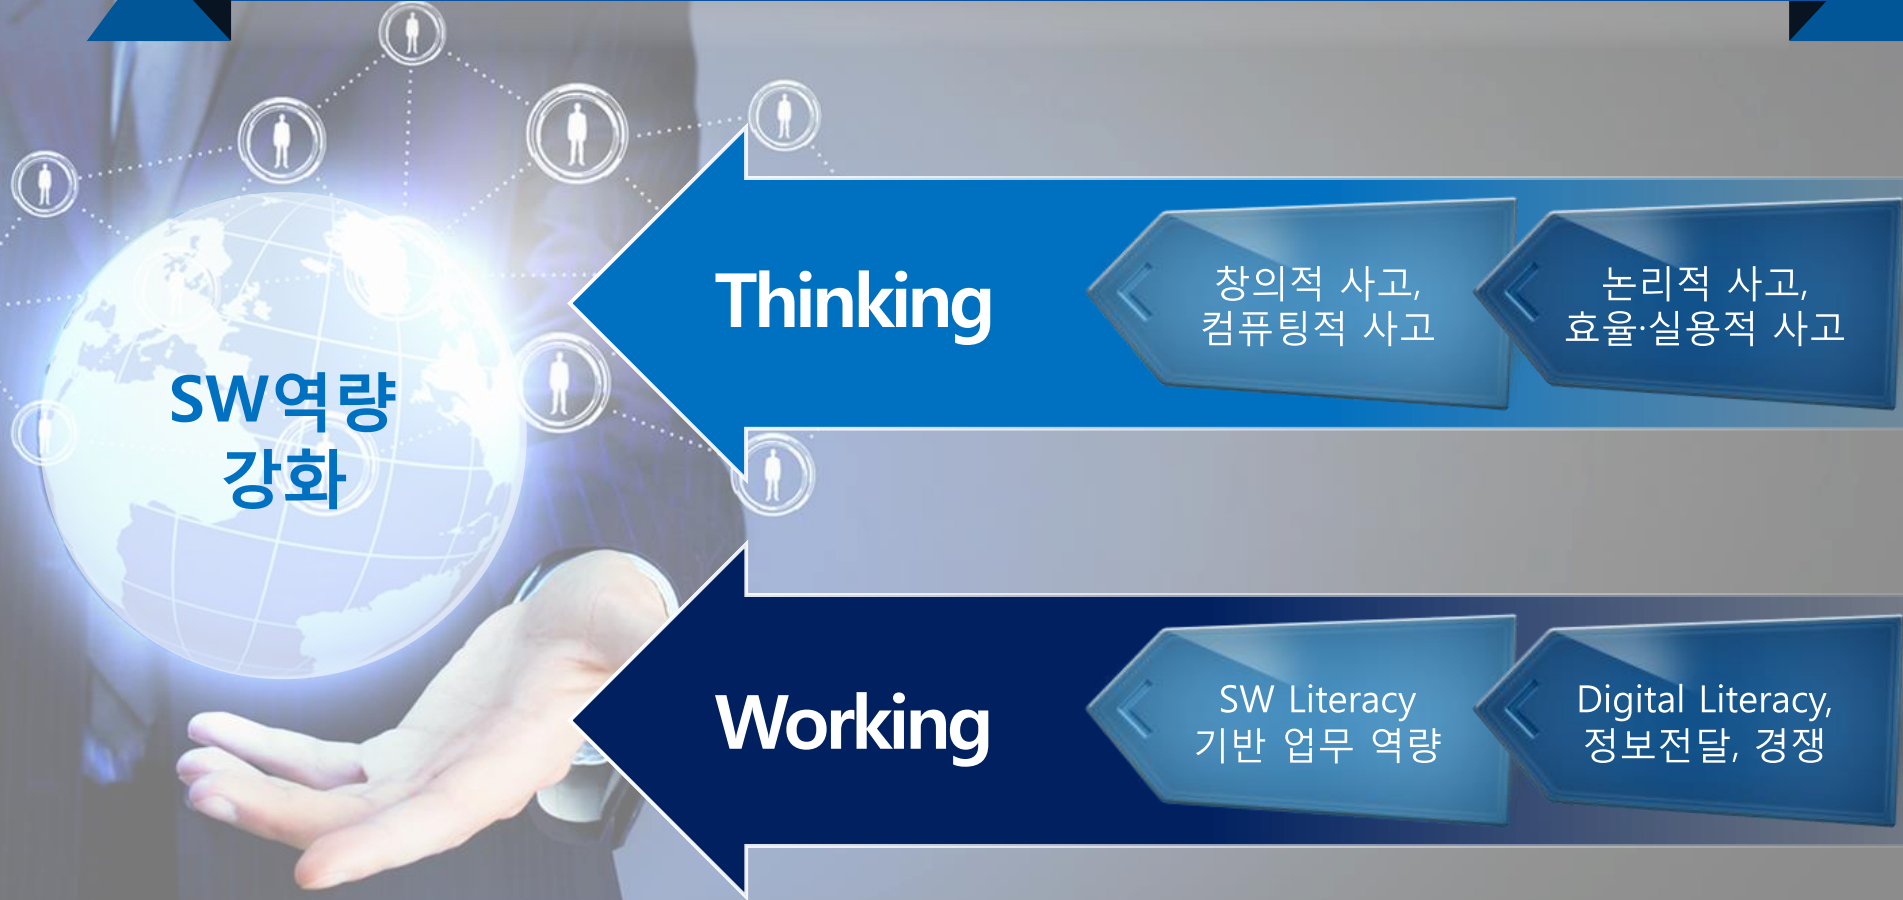 SW역량
강화
Thinking
창의적 사고,
컴퓨팅적 사고
논리적 사고,
효율·실용적 사고
Working
SW Literacy
기반 업무 역량
Digital Literacy,
정보전달, 경쟁